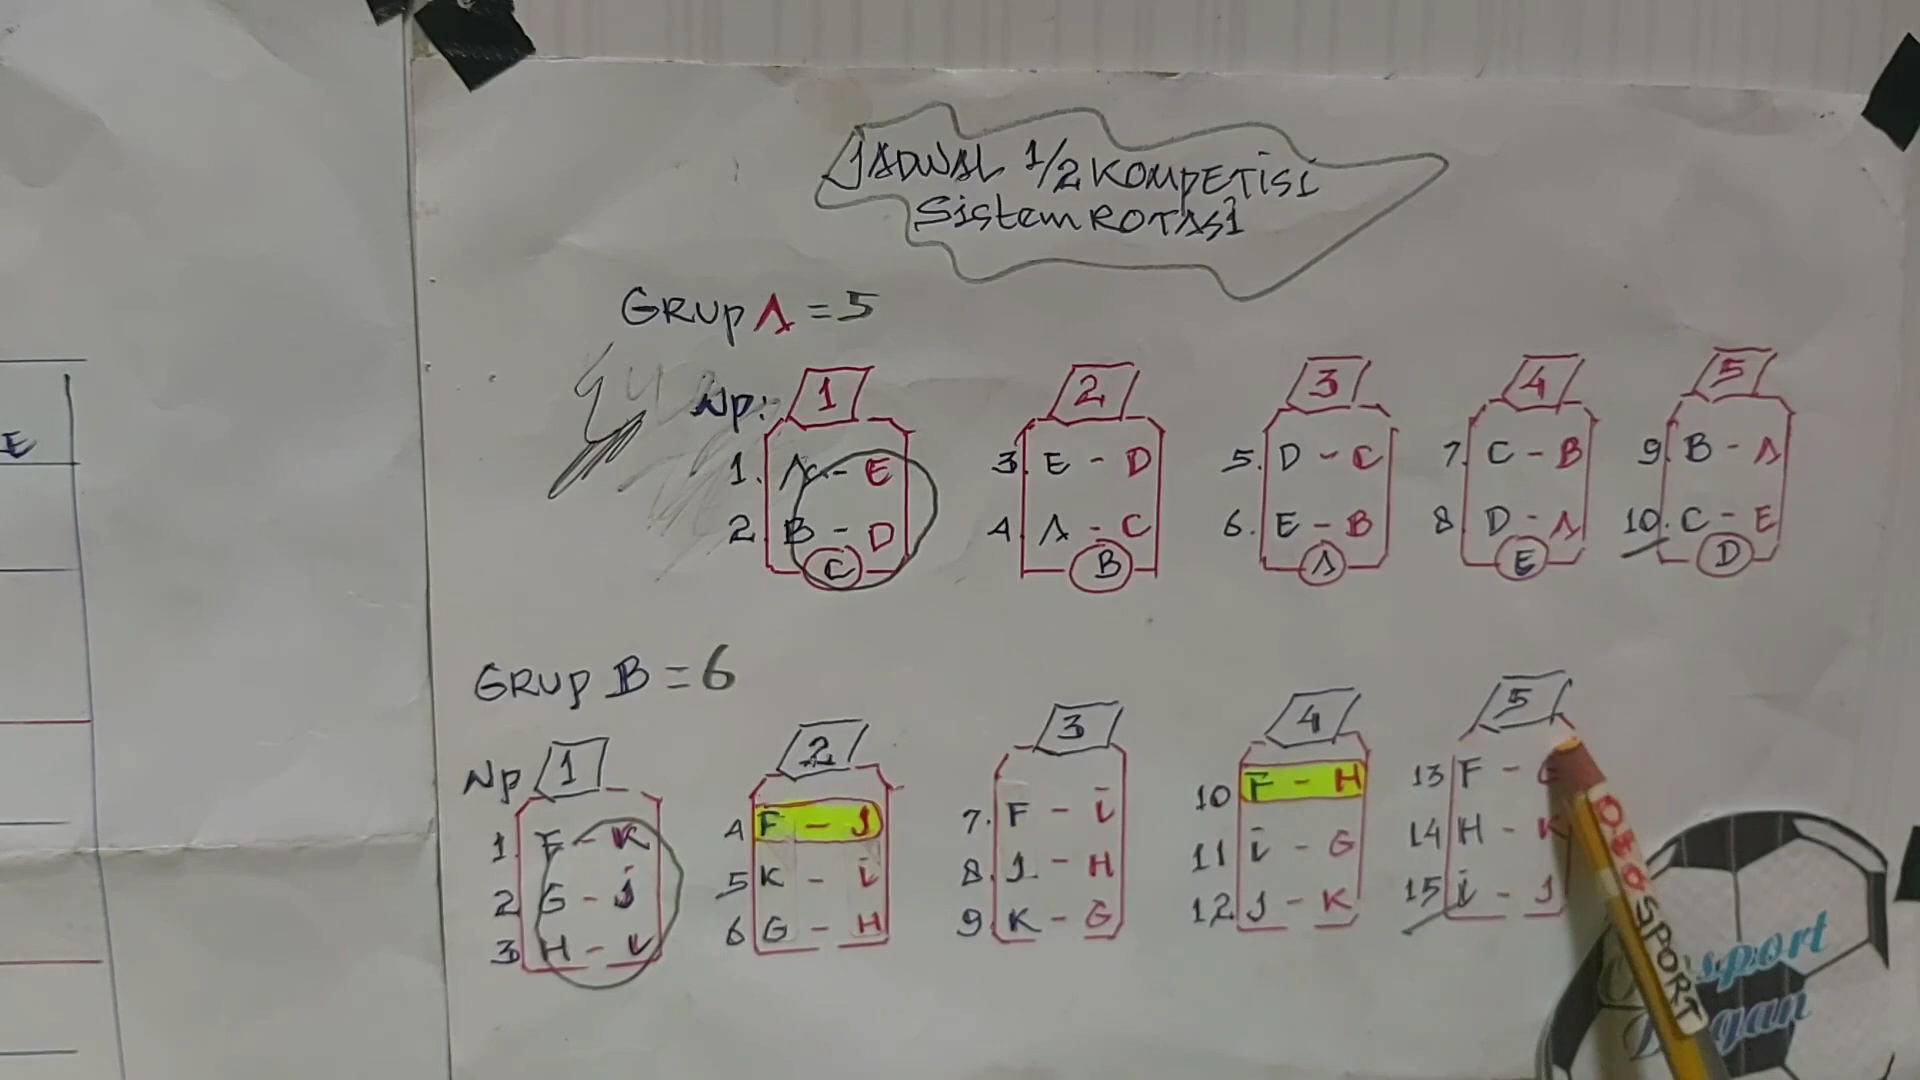 JADWAL 1/2 KOMPETISI
Sistem ROTASI
GRUP A = 5
Np: 1 2 3 4 5
1. A - E 3. E - D 5. D - C 7. C - B 9. B - A
2. B - D 4. A - C 6. E - B 8 D - A 10. C - E
C B A E D
GRUP B = 6
Np 1 2 3 4 5
1. F - K 4 F - J 7. F - i 10 F - H 13 F - G
2 G - J 5 K - i 8. J - H 11 i - G 14 H - K
3 H - i 6 G - H 9 K - G 12 J - K 15 i - J
E
SPORT
sport